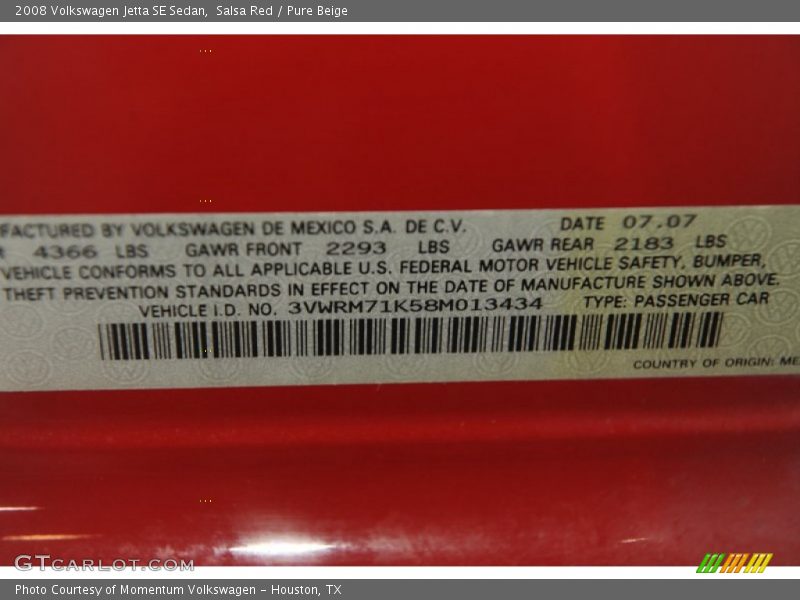 2008 Volkswagen Jetta SE Sedan,  Salsa Red / Pure Beige
FACTURED BY VOLKSWAGEN DE MEXICO S.A. DE C.V. DATE 07.07
4366 LBS GAWR FRONT 2293 LBS GAWR REAR 2183 LBS
VEHICLE CONFORMS TO ALL APPLICABLE U.S. FEDERAL MOTOR VEHICLE SAFETY, BUMPER,
THEFT PREVENTION STANDARDS IN EFFECT ON THE DATE OF MANUFACTURE SHOWN ABOVE.
VEHICLE I.D. NO. 3VWRM71K58M013434 TYPE: PASSENGER CAR
COUNTRY OF ORIGIN: ME
GTCARLOT.COM
Photo Courtesy of Momentum Volkswagen – Houston, TX